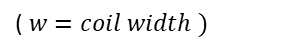 ( w = coil width )